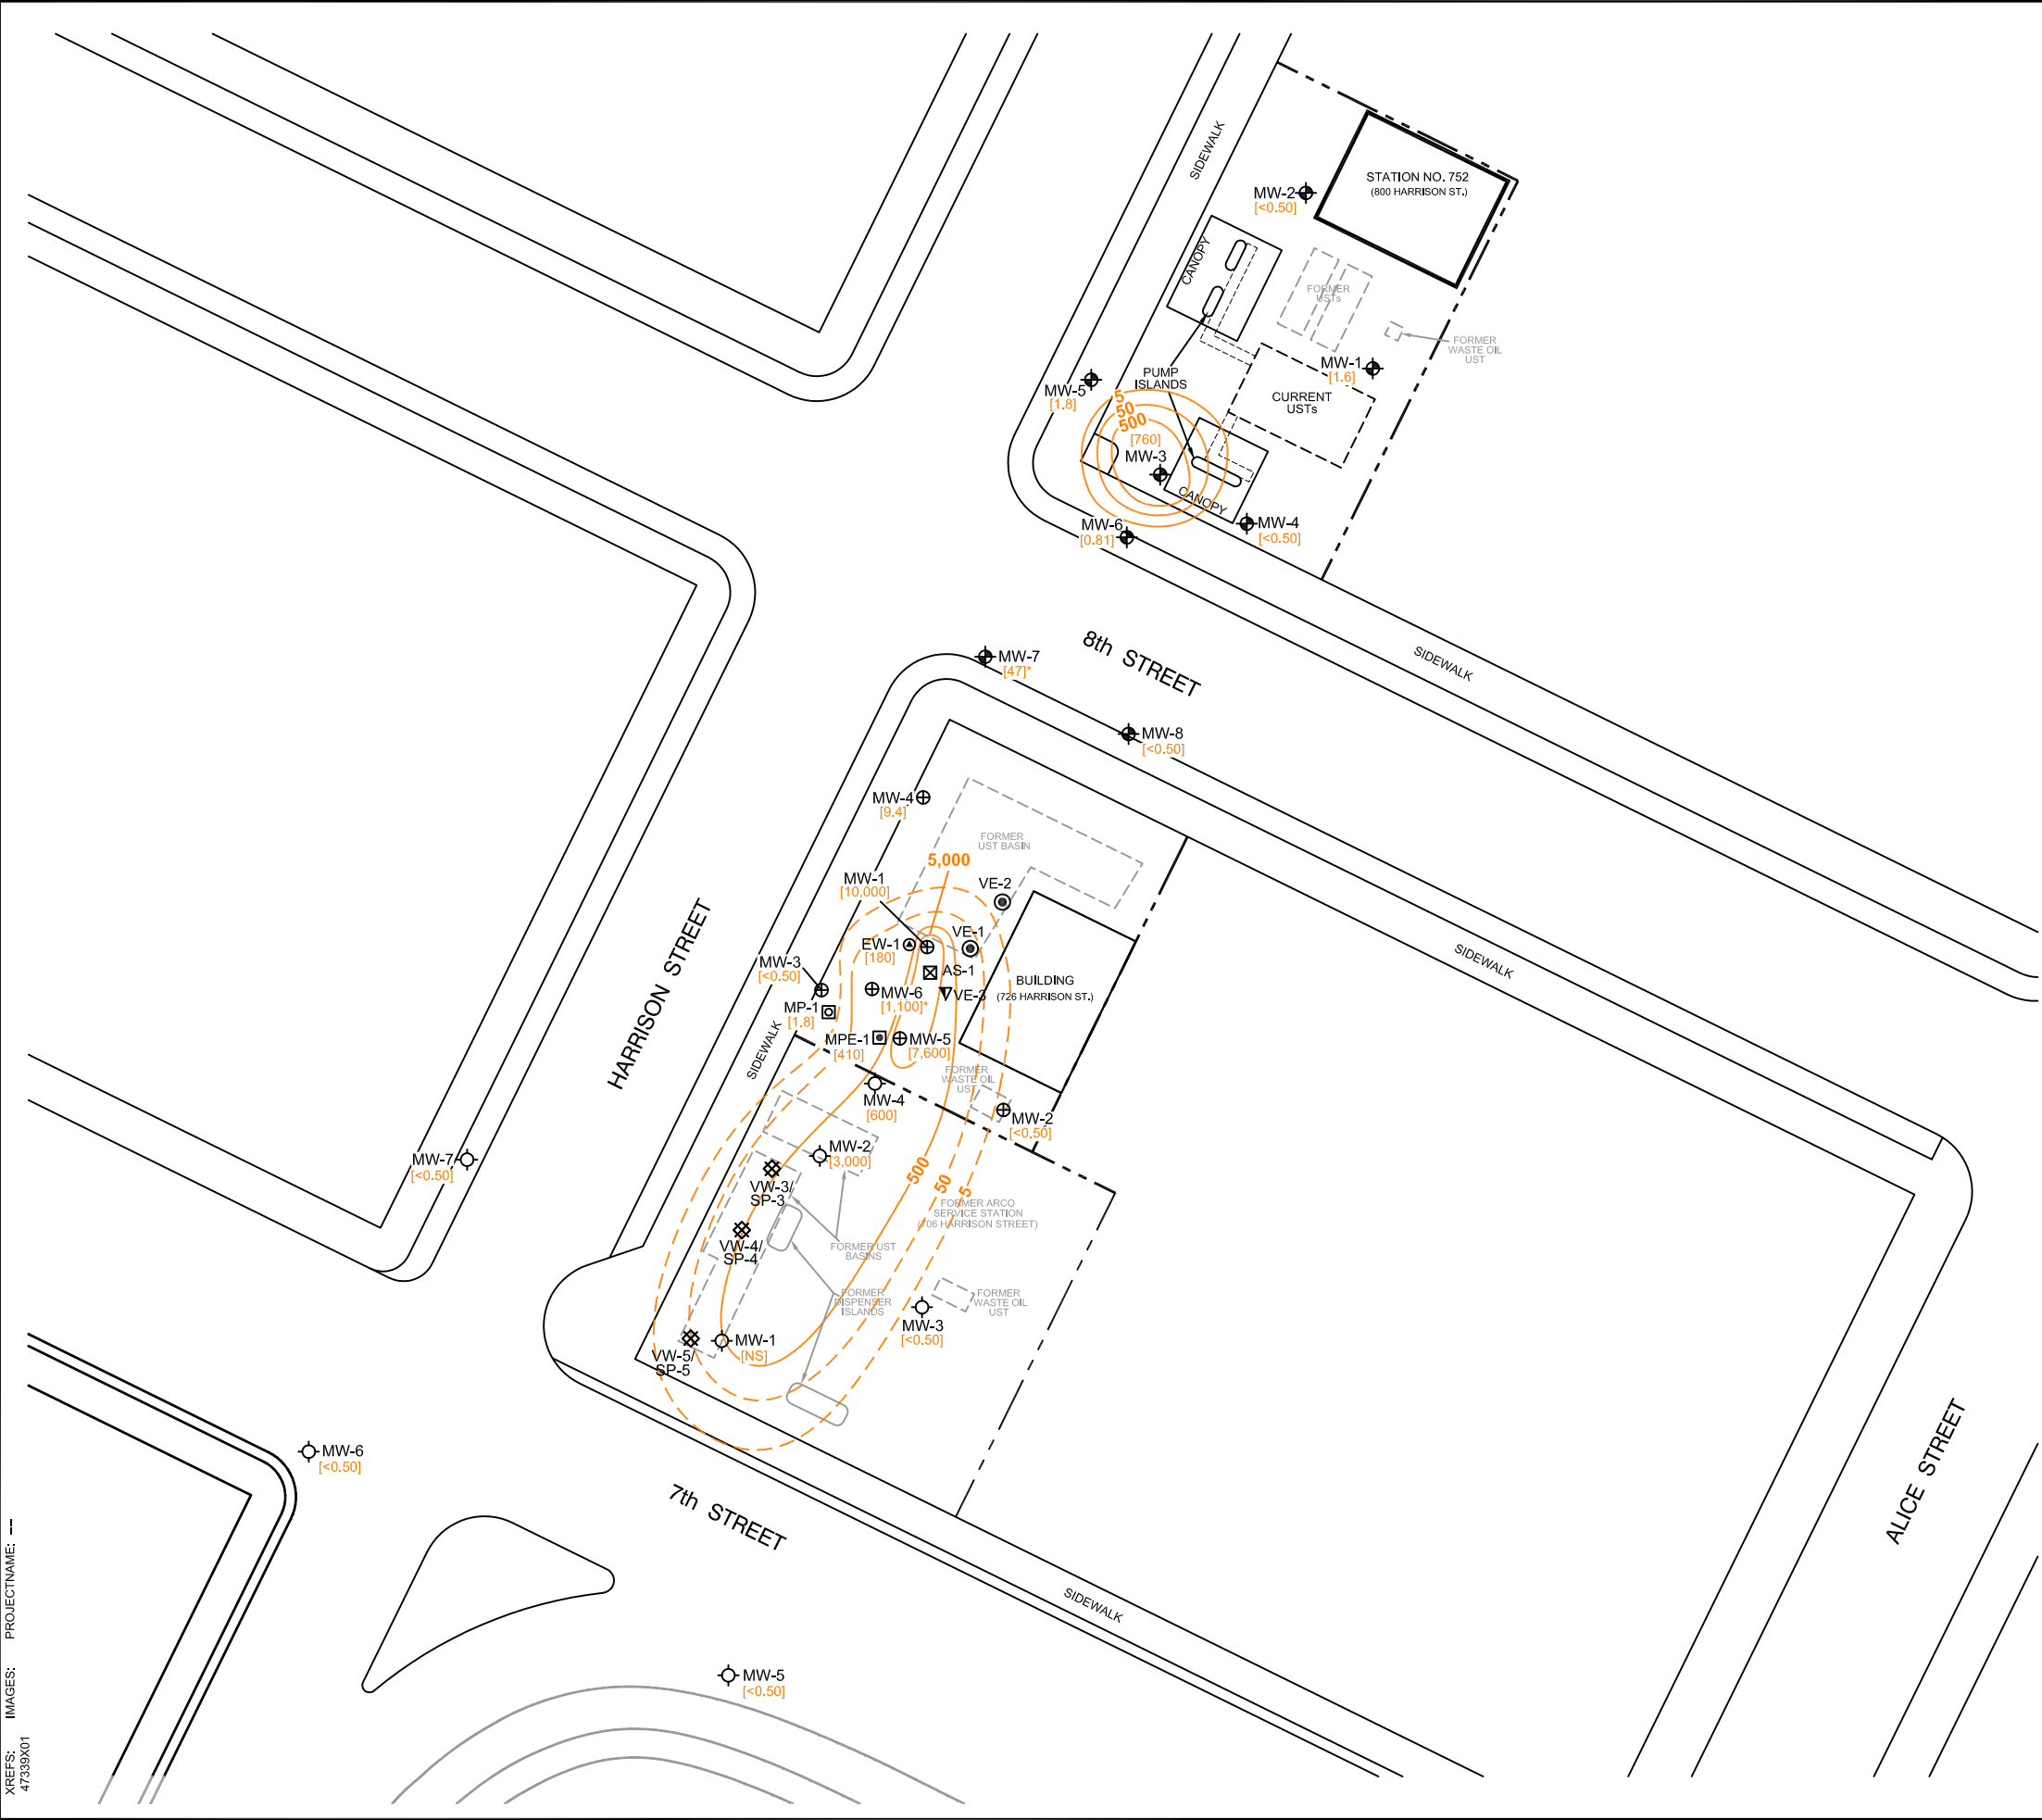 SIDEWALK
STATION NO. 752
(800 HARRISON ST.)
MW-2
[<0.50]
CANOPY
FORMER
USTs
FORMER
WASTE OIL
UST
MW-1
[1.6]
PUMP
ISLANDS
MW-5
[1.8]
CURRENT
USTs
5
50
500
[760]
MW-3
CANOPY
MW-6
[0.81]
MW-4
[<0.50]
8th STREET
SIDEWALK
MW-7
[47]*
MW-8
[<0.50]
MW-4
[9.4]
FORMER
UST BASIN
5,000
MW-1
[10,000]
VE-2
EW-1
[180]
VE-1
MW-3
[<0.50]
AS-1
BUILDING
(726 HARRISON ST.)
MW-6
[1,100]*
VE-3
MP-1
[1.8]
MPE-1
[410]
MW-5
[7,600]
HARRISON STREET
SIDEWALK
SIDEWALK
FORMER
WASTE OIL
UST
MW-4
[600]
MW-2
[<0.50]
MW-2
[3,000]
MW-7
[<0.50]
VW-3/
SP-3
500
50
5
FORMER ARCO
SERVICE STATION
(706 HARRISON STREET)
VW-4/
SP-4
FORMER UST
BASINS
FORMER
DISPENSER
ISLANDS
FORMER
WASTE OIL
UST
MW-3
[<0.50]
MW-1
[NS]
VW-5/
SP-5
MW-6
[<0.50]
7th STREET
ALICE STREET
SIDEWALK
MW-5
[<0.50]
XREFS: IMAGES: PROJECTNAME: --
47339X01